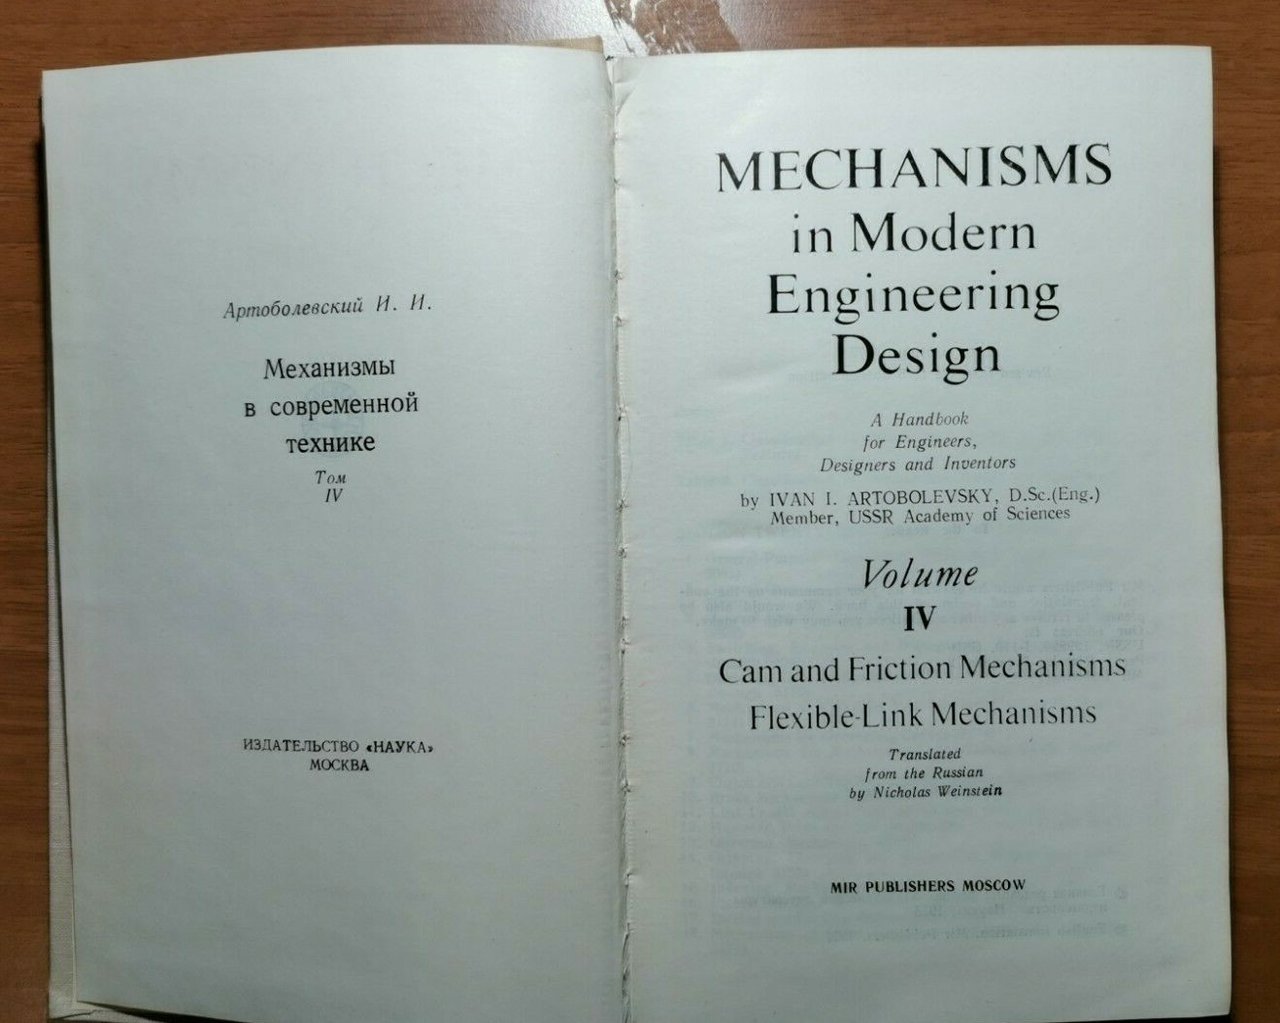 Артоболевский И. И.
Механизмы
в современной
технике
Том
IV
ИЗДАТЕЛЬСТВО «НАУКА»
МОСКВА
MECHANISMS
in Modern
Engineering
Design
A Handbook
for Engineers,
Designers and Inventors
by IVAN I. ARTOBOLEVSKY, D.Sc.(Eng.)
Member, USSR Academy of Sciences
Volume
IV
Cam and Friction Mechanisms
Flexible-Link Mechanisms
Translated
from the Russian
by Nicholas Weinstein
MIR PUBLISHERS MOSCOW